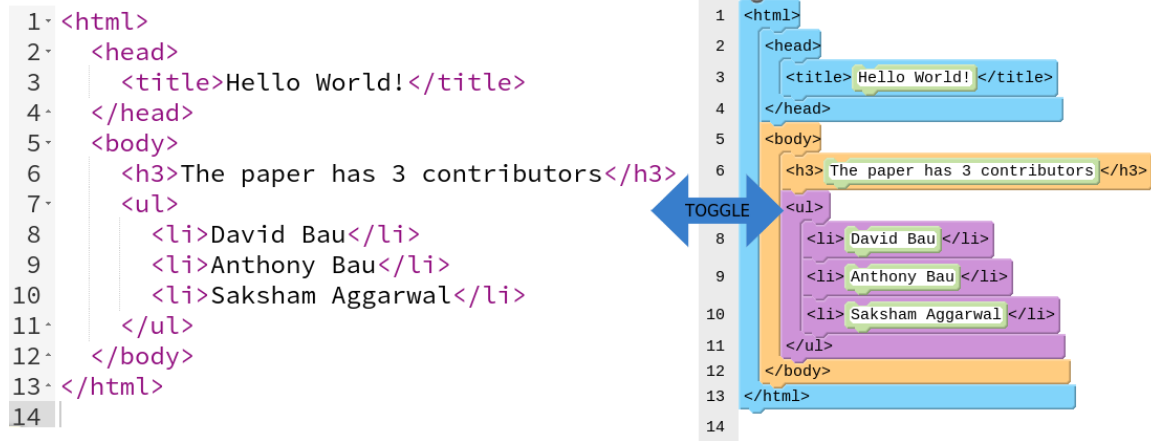 1 <html>
2 <head>
3 <title>Hello World!</title>
4 </head>
5 <body>
6 <h3>The paper has 3 contributors</h3>
7 <ul>
8 <li>David Bau</li>
9 <li>Anthony Bau</li>
10 <li>Saksham Aggarwal</li>
11 </ul>
12 </body>
13 </html>
14
TOGGLE
1 <html>
2 <head>
3 <title> Hello World! </title>
4 </head>
5 <body>
6 <h3> The paper has 3 contributors </h3>
<ul>
8 <li> David Bau </li>
9 <li> Anthony Bau </li>
10 <li> Saksham Aggarwal </li>
11 </ul>
12 </body>
13 </html>
14